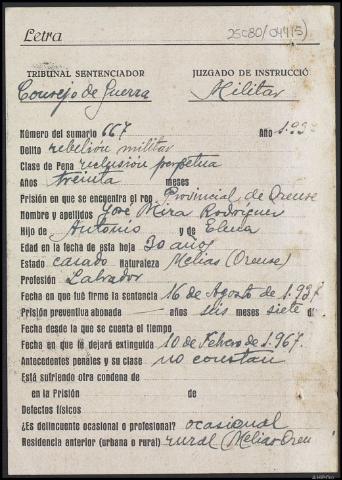 Letra
25080/04(15)
TRIBUNAL SENTENCIADOR
Consejo de Guerra
JUZGADO DE INSTRUCCIÓ
Militar
Número del sumario 667 Año 193
Delito rebelión militar
Clase de Pena reclusión perpetua
Años treinta meses
Prisión en que se encuentra el reo Provincial de Orense
Nombre y apellidos José Mira Rodríguez
Hijo de Antonio y de Elena
Edad en la fecha de esta hoja 30 años
Estado casado Naturaleza Melias (Orense)
Profesión Labrador
Fecha en que fué firme la sentencia 16 de Agosto de 1.937
Prisión preventiva abonada — años seis meses siete d
Fecha desde la que se cuenta el tiempo
Fecha en que le dejará extinguida 10 de Febero de 1.967.
Antecedentes penales y su clase no constan
Está sufriendo otra condena de
en la Prisión de
Defectos físicos
¿Es delincuente ocasional o profesional? ocasional
Residencia anterior (urbana o rural) rural (Melias-Oren